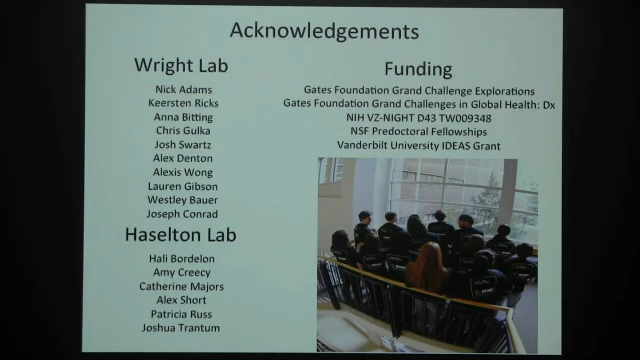 Acknowledgements
Wright Lab
Nick Adams
Keersten Ricks
Anna Bitting
Chris Gulka
Josh Swartz
Alex Denton
Alexis Wong
Lauren Gibson
Westley Bauer
Joseph Conrad
Haselton Lab
Hali Bordelon
Amy Creecy
Catherine Majors
Alex Short
Patricia Russ
Joshua Trantum
Funding
Gates Foundation Grand Challenge Explorations
Gates Foundation Grand Challenges in Global Health: Dx
NIH VZ-NIGHT D43 TW009348
NSF Predoctoral Fellowships
Vanderbilt University IDEAS Grant